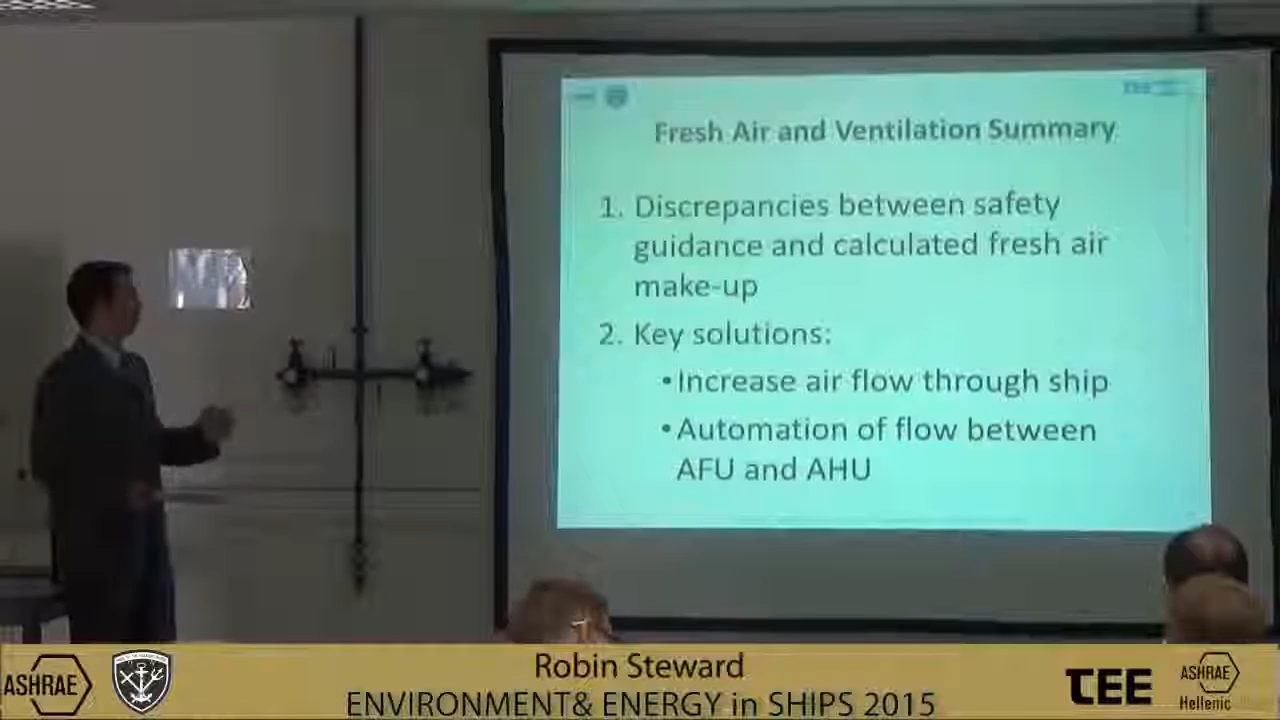 TEE
Fresh Air and Ventilation Summary
1. Discrepancies between safety
guidance and calculated fresh air
make-up
2. Key solutions:
•Increase air flow through ship
•Automation of flow between
AFU and AHU
Robin Steward
ENVIRONMENT& ENERGY in SHIPS 2015
ASHRAE
TEE
ASHRAE
Hellenic